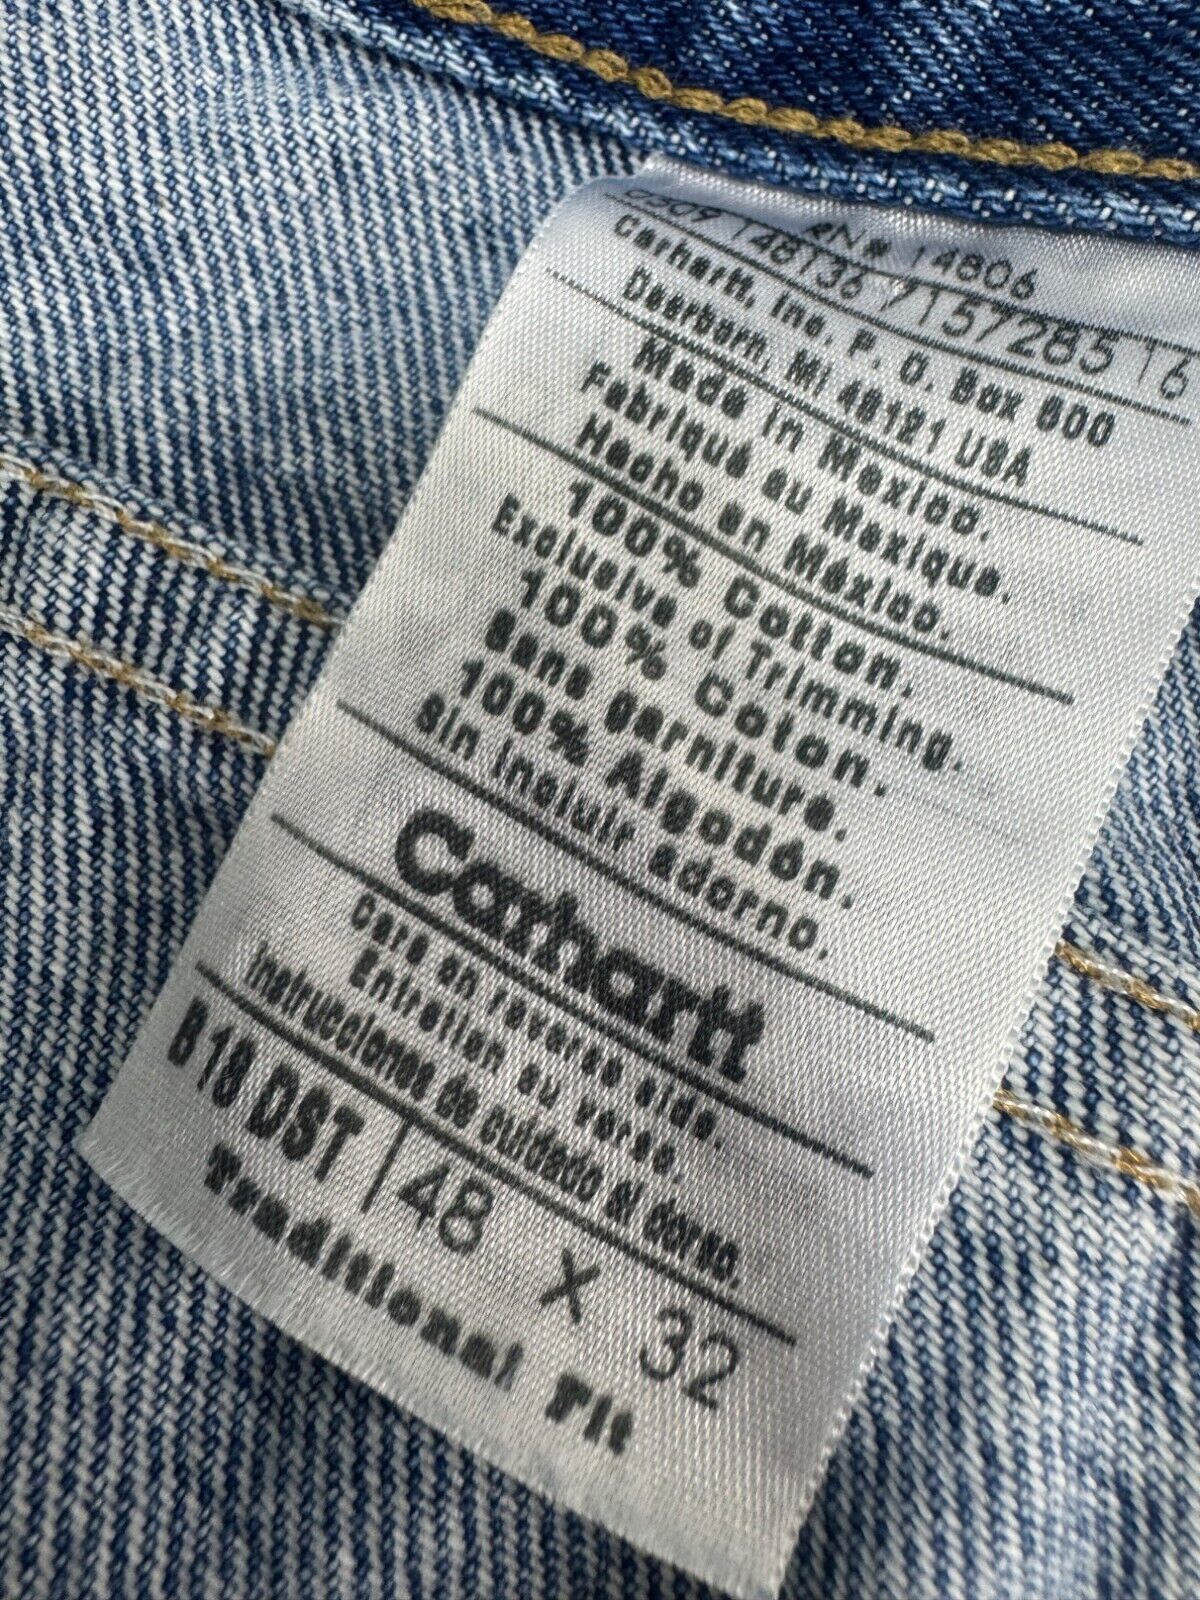 RN# 14806
0309 148136 7157285 16
Carhartt, Inc. P. O. Box 600
Dearborn, MI 48121 USA
Made in Mexico.
Fabriqué au Mexique.
Hecho en México.
100% Cotton.
Exclusive of Trimming.
100% Coton.
Sans Garniture.
100% Algodón.
Sin Incluir adorno.
Carhartt
Care on reverse side.
Entretien au verso.
Instrucciones de cuidado al dorso.
B 18 DST 48 X 32
Traditional Fit